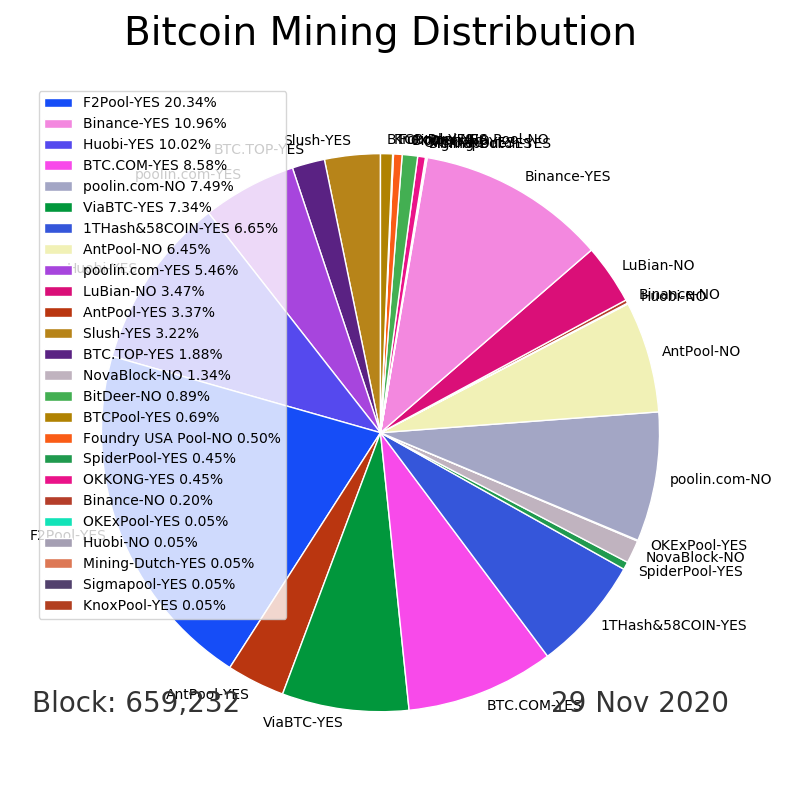 Bitcoin Mining Distribution
F2Pool-YES 20.34%
Binance-YES 10.96%
Huobi-YES 10.02%
BTC.COM-YES 8.58%
poolin.com-NO 7.49%
ViaBTC-YES 7.34%
1THash&58COIN-YES 6.65%
AntPool-NO 6.45%
poolin.com-YES 5.46%
LuBian-NO 3.47%
AntPool-YES 3.37%
Slush-YES 3.22%
BTC.TOP-YES 1.88%
NovaBlock-NO 1.34%
BitDeer-NO 0.89%
BTCPool-YES 0.69%
Foundry USA Pool-NO 0.50%
SpiderPool-YES 0.45%
OKKONG-YES 0.45%
Binance-NO 0.20%
OKExPool-YES 0.05%
Huobi-NO 0.05%
Mining-Dutch-YES 0.05%
Sigmapool-YES 0.05%
KnoxPool-YES 0.05%
Slush-YES
BTC.TOP-YES
poolin.com-YES
Huobi-YES
F2Pool-YES
AntPool-YES
ViaBTC-YES
BTC.COM-YES
1THash&58COIN-YES
SpiderPool-YES
NovaBlock-NO
OKExPool-YES
poolin.com-NO
AntPool-NO
Huobi-NO
Binance-NO
LuBian-NO
Binance-YES
Block: 659,232
29 Nov 2020